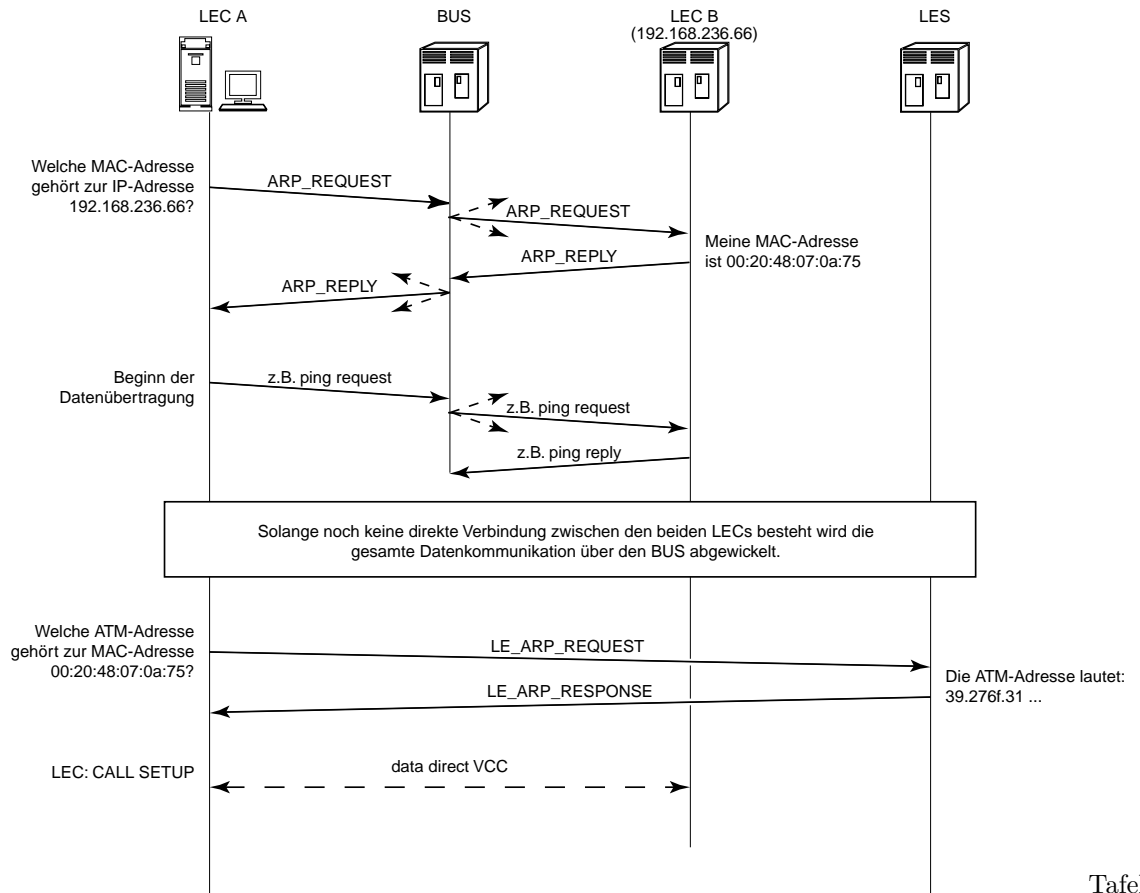 LEC A
BUS
LEC B
(192.168.236.66)
LES
Welche MAC-Adresse
gehört zur IP-Adresse
192.168.236.66?
ARP_REQUEST
ARP_REQUEST
Meine MAC-Adresse
ist 00:20:48:07:0a:75
ARP_REPLY
ARP_REPLY
Beginn der
Datenübertragung
z.B. ping request
z.B. ping request
z.B. ping reply
Solange noch keine direkte Verbindung zwischen den beiden LECs besteht wird die
gesamte Datenkommunikation über den BUS abgewickelt.
Welche ATM-Adresse
gehört zur MAC-Adresse
00:20:48:07:0a:75?
LE_ARP_REQUEST
Die ATM-Adresse lautet:
39.276f.31 ...
LE_ARP_RESPONSE
LEC: CALL SETUP
data direct VCC